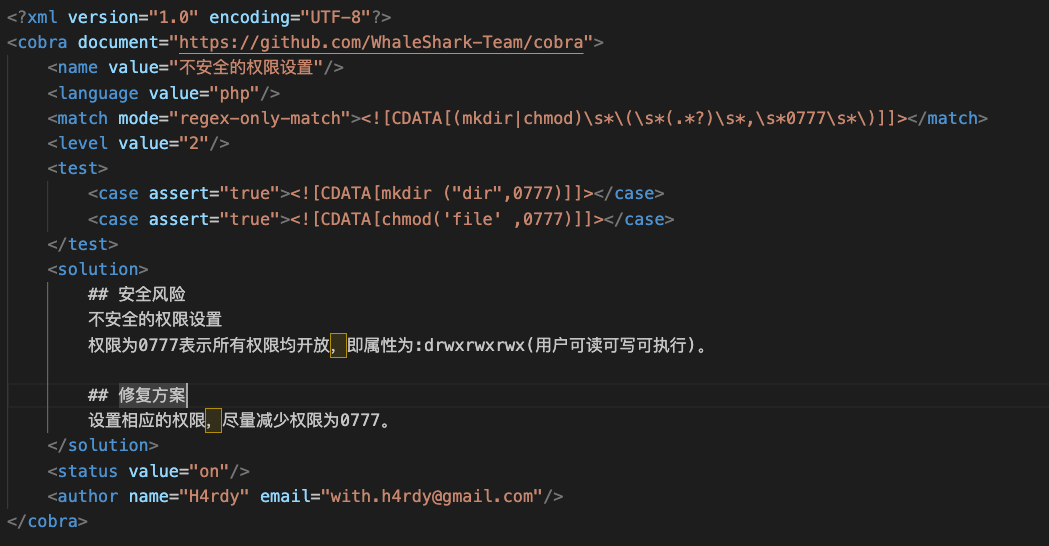 <?xml version="1.0" encoding="UTF-8"?>
<cobra document="https://github.com/WhaleShark-Team/cobra">
    <name value="不安全的权限设置"/>
    <language value="php"/>
    <match mode="regex-only-match"><![CDATA[(mkdir|chmod)\s*\(\s*(.*?)\s*,\s*0777\s*\)]]></match>
    <level value="2"/>
    <test>
        <case assert="true"><![CDATA[mkdir ("dir",0777)]]></case>
        <case assert="true"><![CDATA[chmod('file' ,0777)]]></case>
    </test>
    <solution>
        ## 安全风险
        不安全的权限设置
        权限为0777表示所有权限均开放，即属性为:drwxrwxrwx(用户可读可写可执行)。
        ## 修复方案
        设置相应的权限，尽量减少权限为0777。
    </solution>
    <status value="on"/>
    <author name="H4rdy" email="with.h4rdy@gmail.com"/>
</cobra>